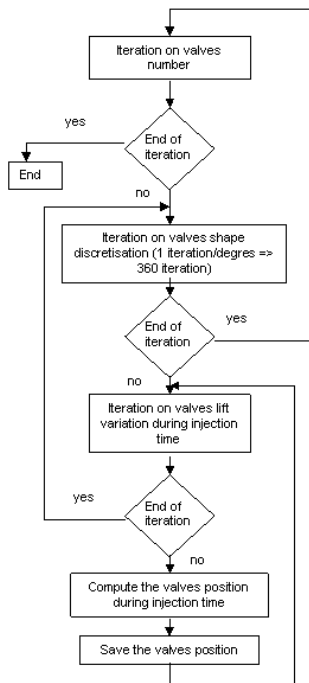 Iteration on valves
number
yes
End of
iteration
End
no
Iteration on valves shape
discretisation (1 iteration/degres =>
360 iteration)
End of
iteration
yes
no
Iteration on valves lift
variation during injection
time
yes
End of
iteration
no
Compute the valves position
during injection time
Save the valves position